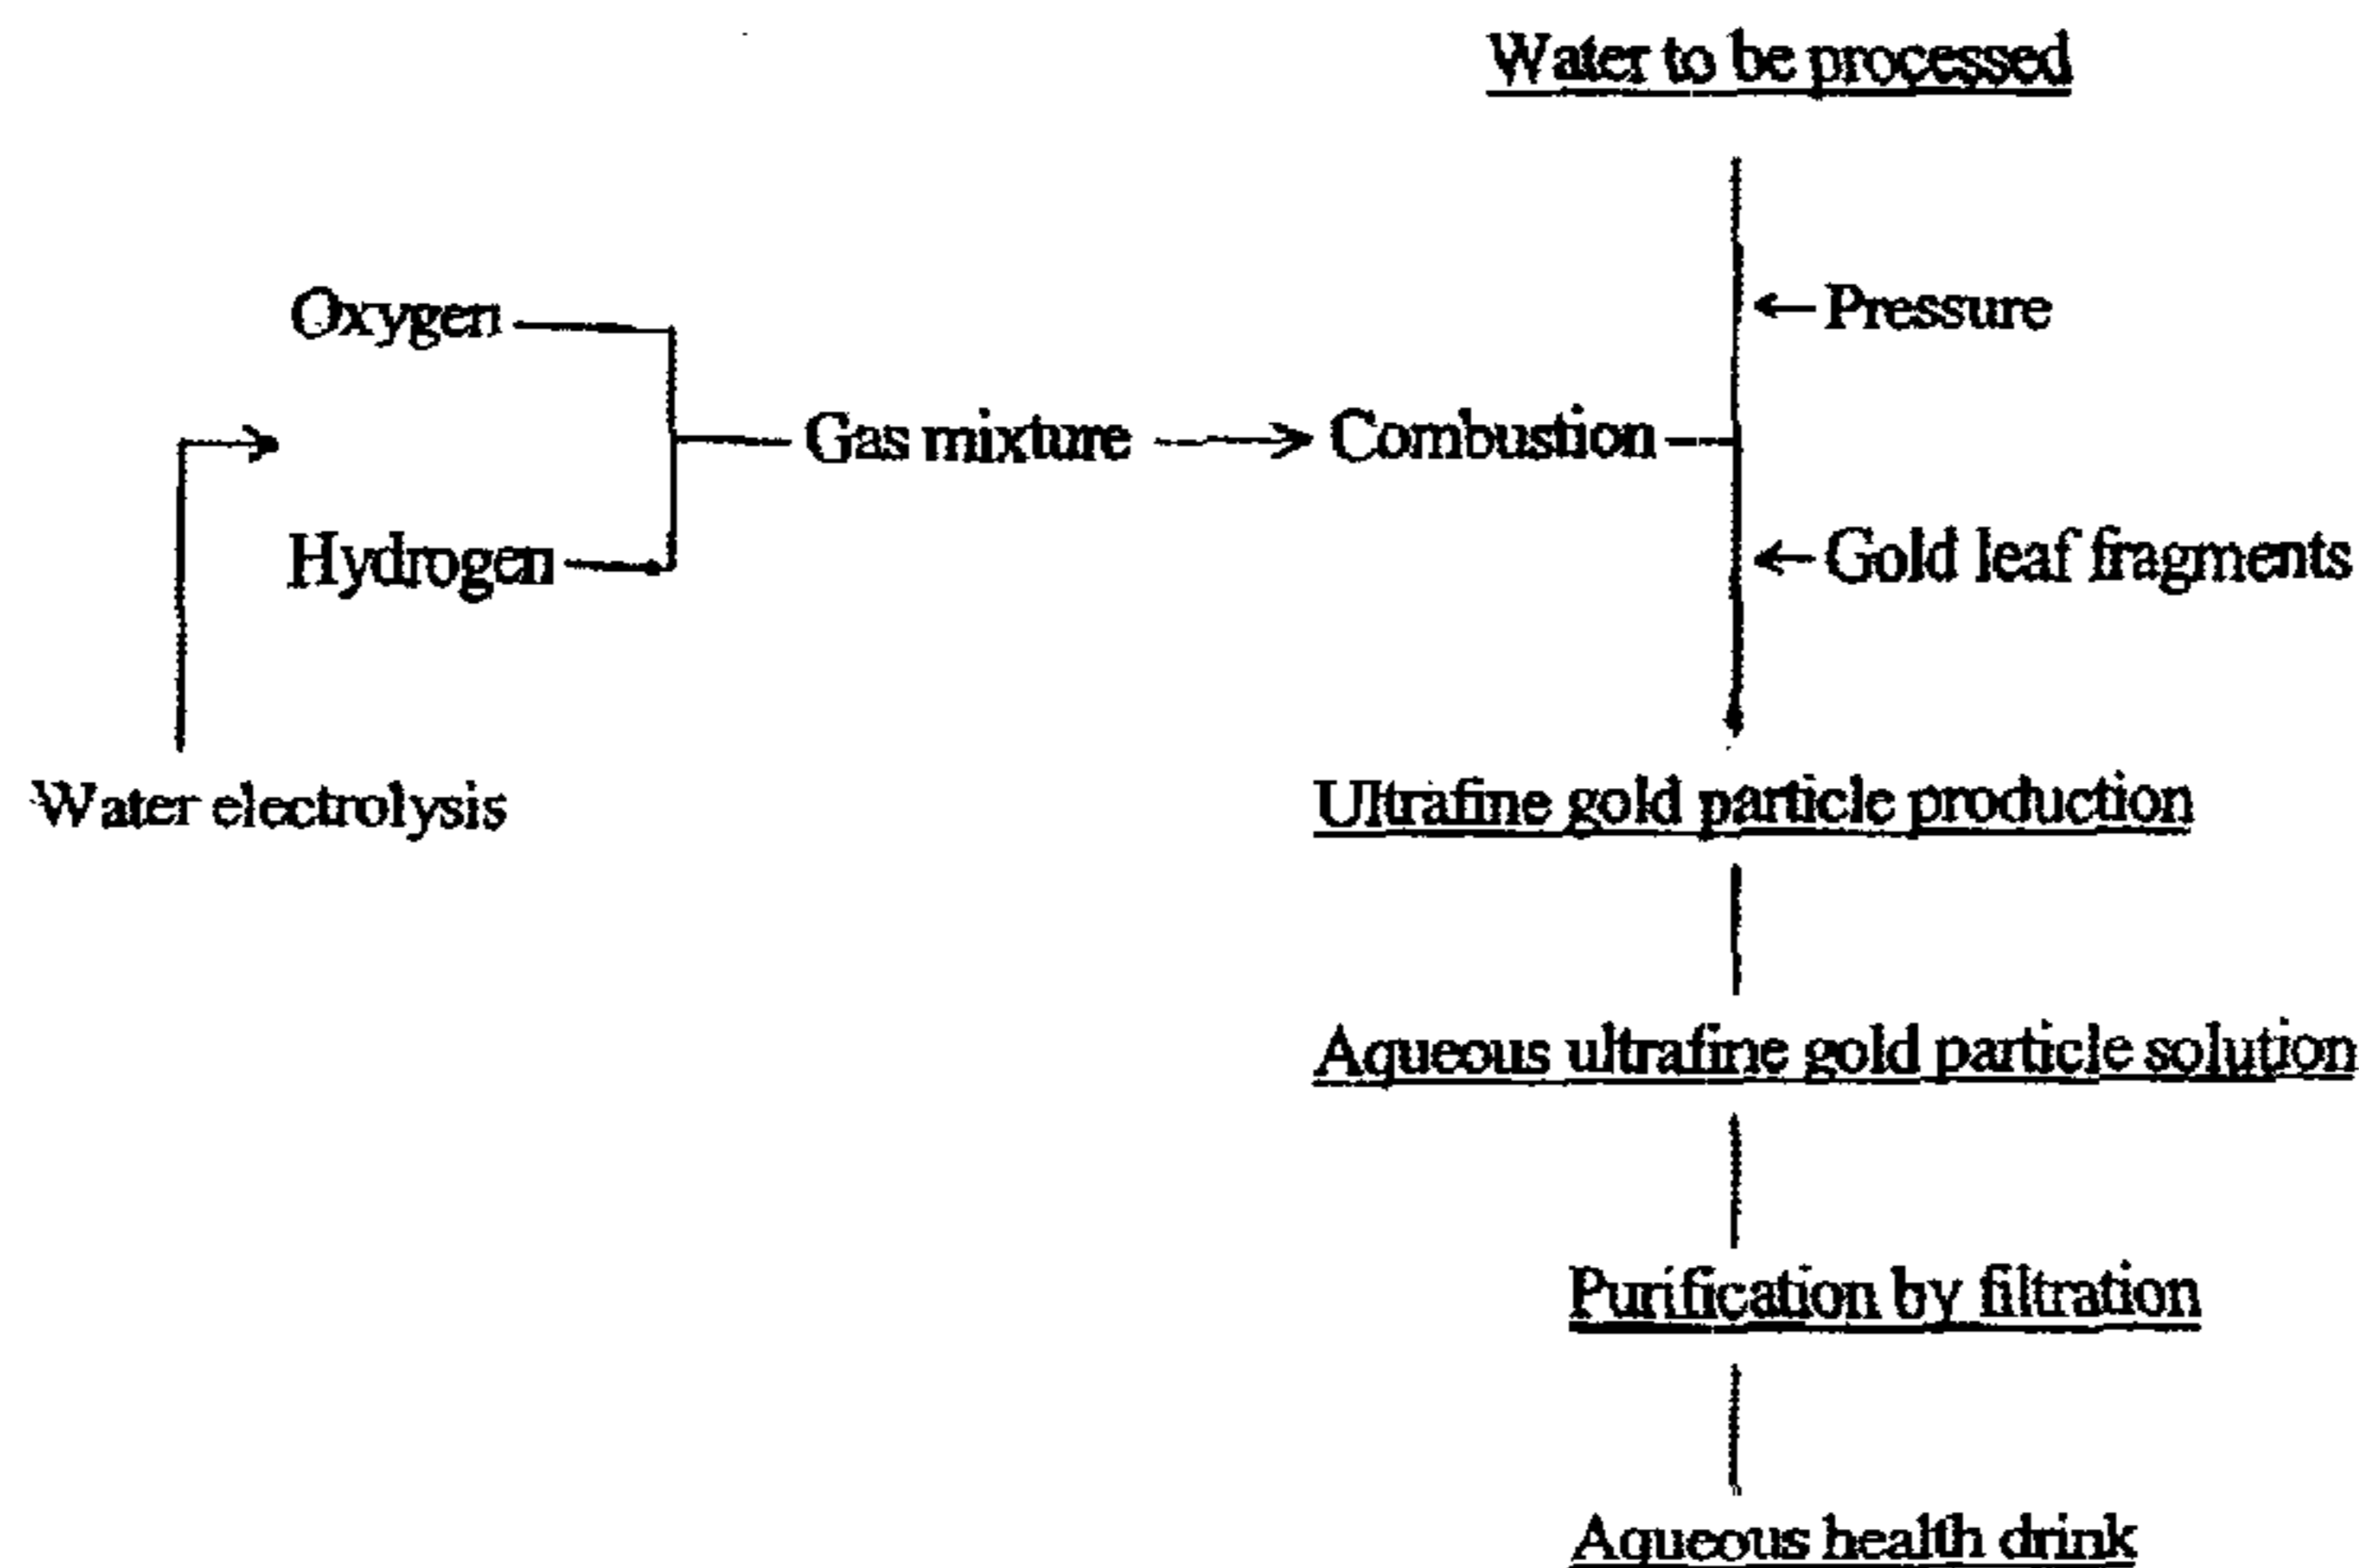 Water to be processed
Oxygen
Pressure
Gas mixture
Combustion
Hydrogen
Gold leaf fragments
Water electrolysis
Ultrafine gold particle production
Aqueous ultrafine gold particle solution
Purification by filtration
Aqueous health drink